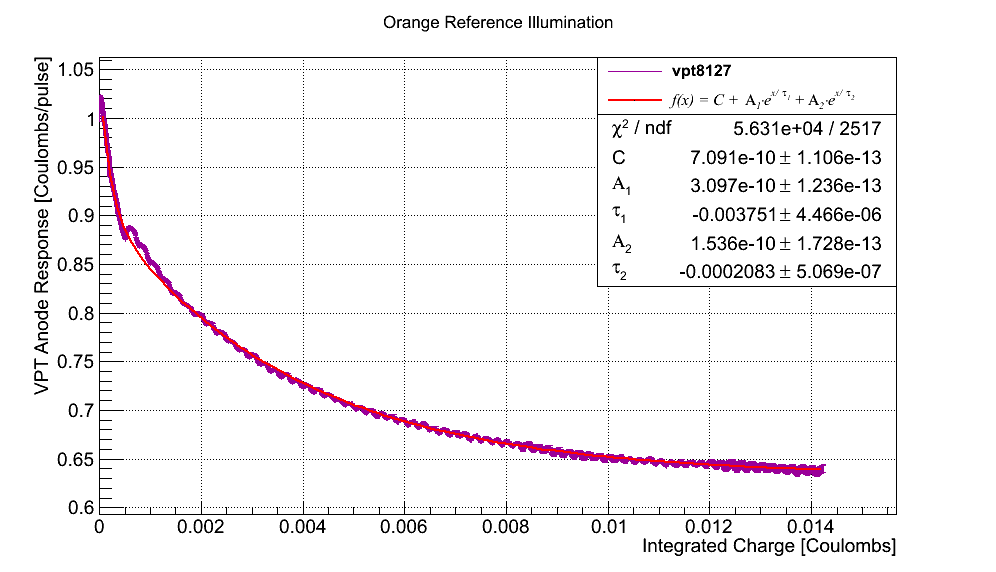 Orange Reference Illumination
VPT Anode Response [Coulombs/pulse]
1.05
1
0.95
0.9
0.85
0.8
0.75
0.7
0.65
0.6
vpt8127
f(x) = C + A₁·e^{x/τ₁} + A₂·e^{x/τ₂}
χ² / ndf 5.631e+04 / 2517
C 7.091e-10 ± 1.106e-13
A₁ 3.097e-10 ± 1.236e-13
τ₁ -0.003751 ± 4.466e-06
A₂ 1.536e-10 ± 1.728e-13
τ₂ -0.0002083 ± 5.069e-07
0 0.002 0.004 0.006 0.008 0.01 0.012 0.014
Integrated Charge [Coulombs]